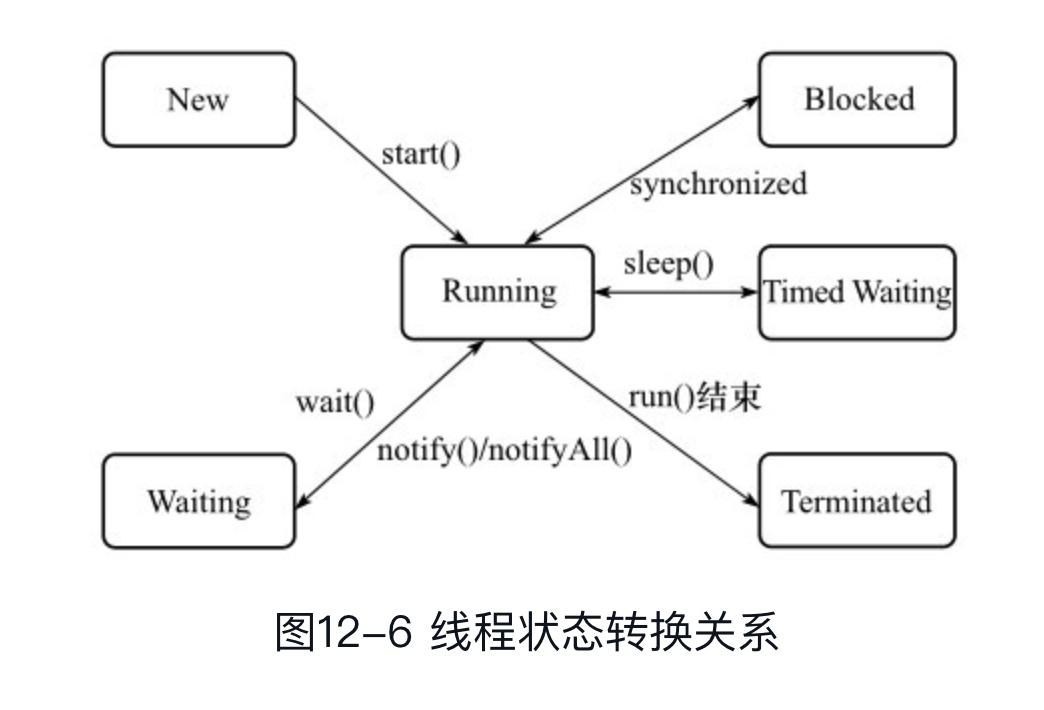 New
Blocked
start()
synchronized
sleep()
Running
Timed Waiting
wait()
run()结束
notify()/notifyAll()
Waiting
Terminated
图12-6 线程状态转换关系